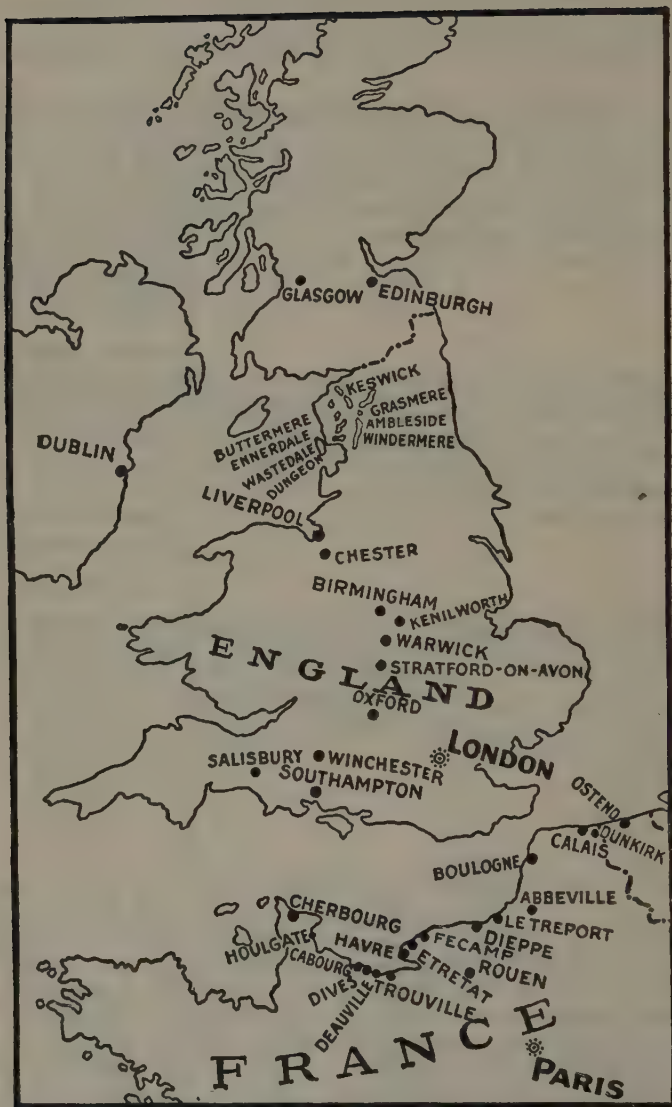 GLASGOW
EDINBURGH
KESWICK
GRASMERE
AMBLESIDE
WINDERMERE
BUTTERMERE
ENNERDALE
WASTEDALE
DUNGEON
DUBLIN
LIVERPOOL
CHESTER
BIRMINGHAM
KENILWORTH
WARWICK
ENGLAND
STRATFORD-ON-AVON
OXFORD
LONDON
SALISBURY
WINCHESTER
SOUTHAMPTON
OSTEND
DUNKIRK
CALAIS
BOULOGNE
ABBEVILLE
CHERBOURG
LE TREPORT
DIEPPE
FECAMP
HOULGATE
HAVRE
ETRETAT
CABOURG
ROUEN
DIVES
TROUVILLE
DEAUVILLE
FRANCE
PARIS